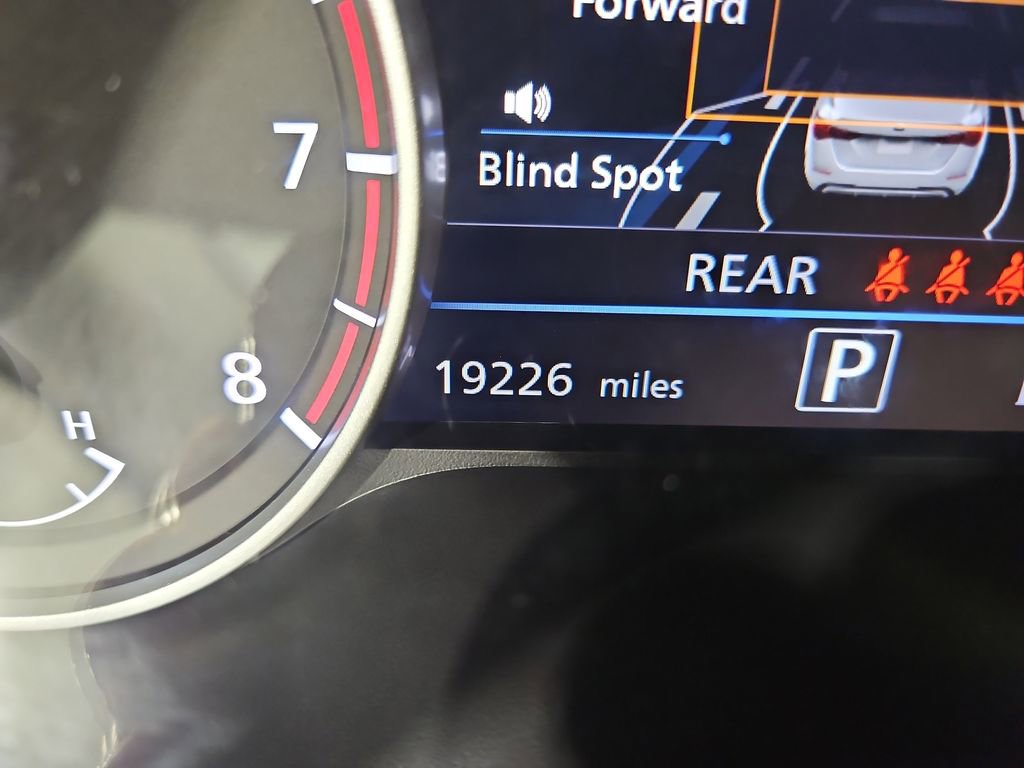 Forward
7
Blind Spot
REAR
8
19226 miles
P
H